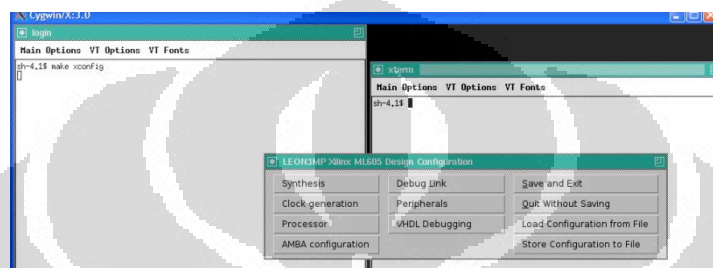 Cygwin/X:3.0
login
Main Options VT Options VT Fonts
sh-4.1$ make xconfig
xterm
Main Options VT Options VT Fonts
sh-4.1$
LEON3MP Xilinx ML605 Design Configuration
Synthesis Debug Link Save and Exit
Clock generation Peripherals Quit Without Saving
Processor VHDL Debugging Load Configuration from File
AMBA configuration Store Configuration to File